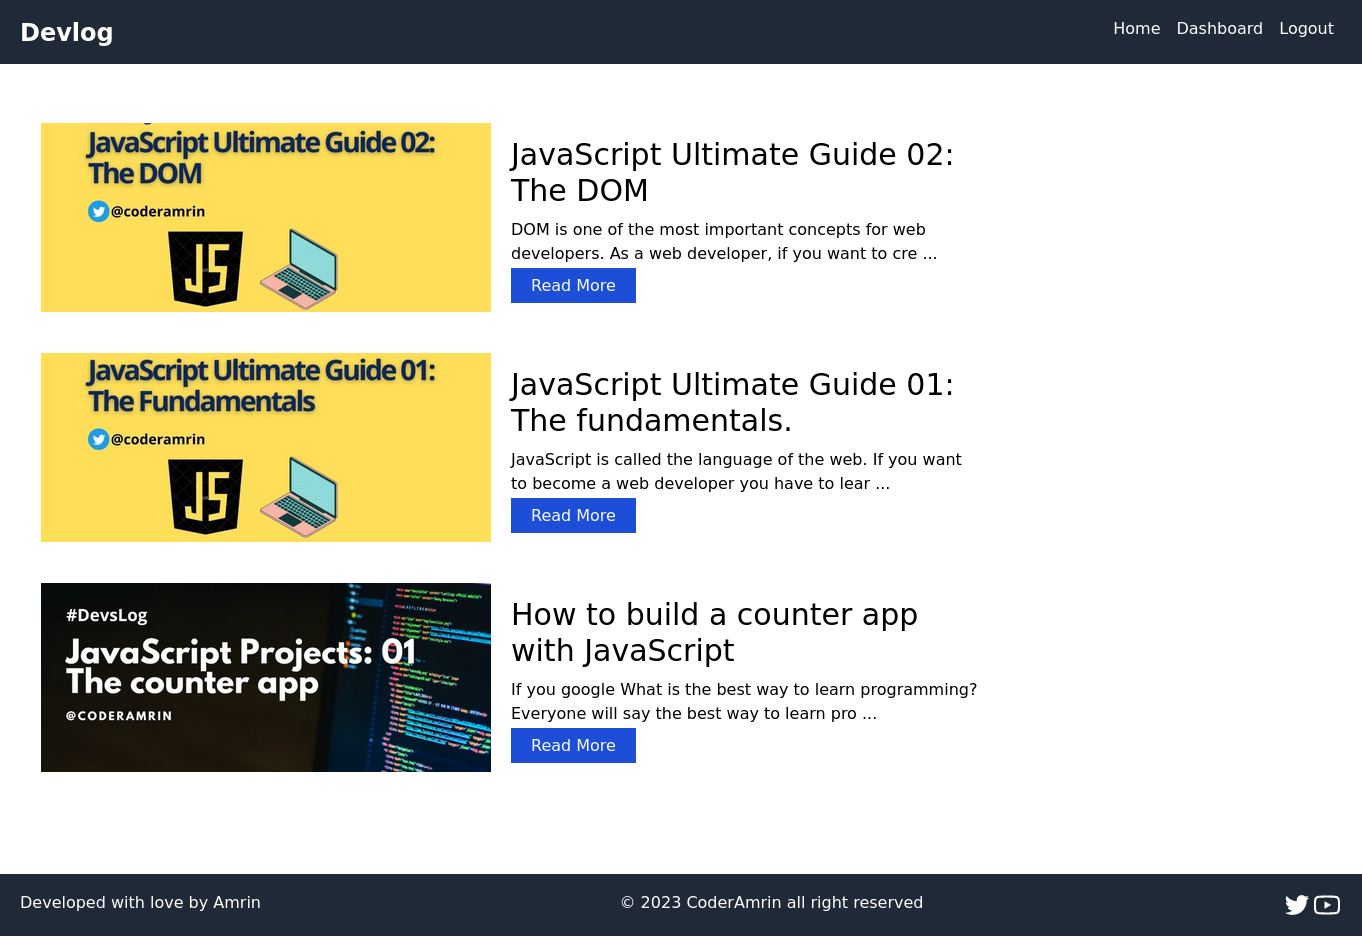 Devlog
Home Dashboard Logout
JavaScript Ultimate Guide 02:
The DOM
@coderamrin
JS
JavaScript Ultimate Guide 02:
The DOM
DOM is one of the most important concepts for web
developers. As a web developer, if you want to cre ...
Read More
JavaScript Ultimate Guide 01:
The Fundamentals
@coderamrin
JS
JavaScript Ultimate Guide 01:
The fundamentals.
JavaScript is called the language of the web. If you want
to become a web developer you have to lear ...
Read More
#DevsLog
JavaScript Projects: 01
The counter app
@CODERAMRIN
How to build a counter app
with JavaScript
If you google What is the best way to learn programming?
Everyone will say the best way to learn pro ...
Read More
Developed with love by Amrin
© 2023 CoderAmrin all right reserved